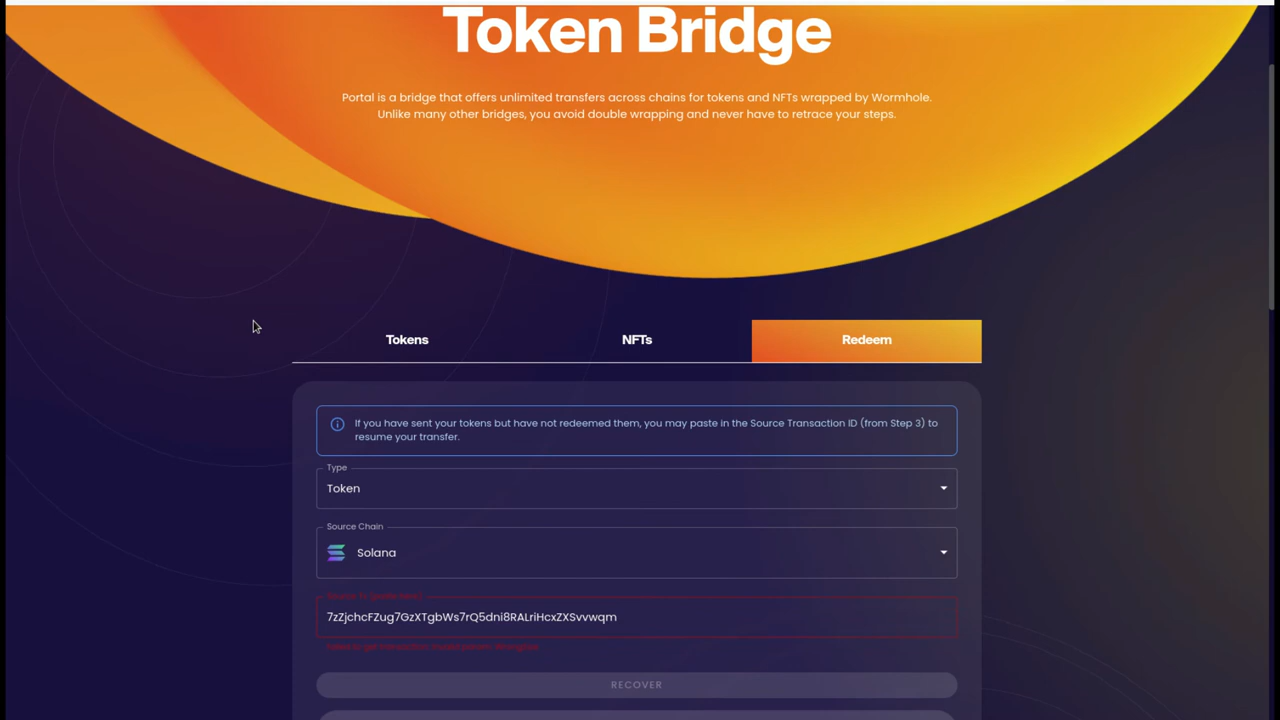 Token Bridge
Portal is a bridge that offers unlimited transfers across chains for tokens and NFTs wrapped by Wormhole.
Unlike many other bridges, you avoid double wrapping and never have to retrace your steps.
Tokens
NFTs
Redeem
If you have sent your tokens but have not redeemed them, you may paste in the Source Transaction ID (from Step 3) to
resume your transfer.
Type
Token
Source Chain
Solana
Source Tx
7zZjchcFZug7GzXTgbWs7rQ5dni8RALriHcxZXSvvwqm
RECOVER